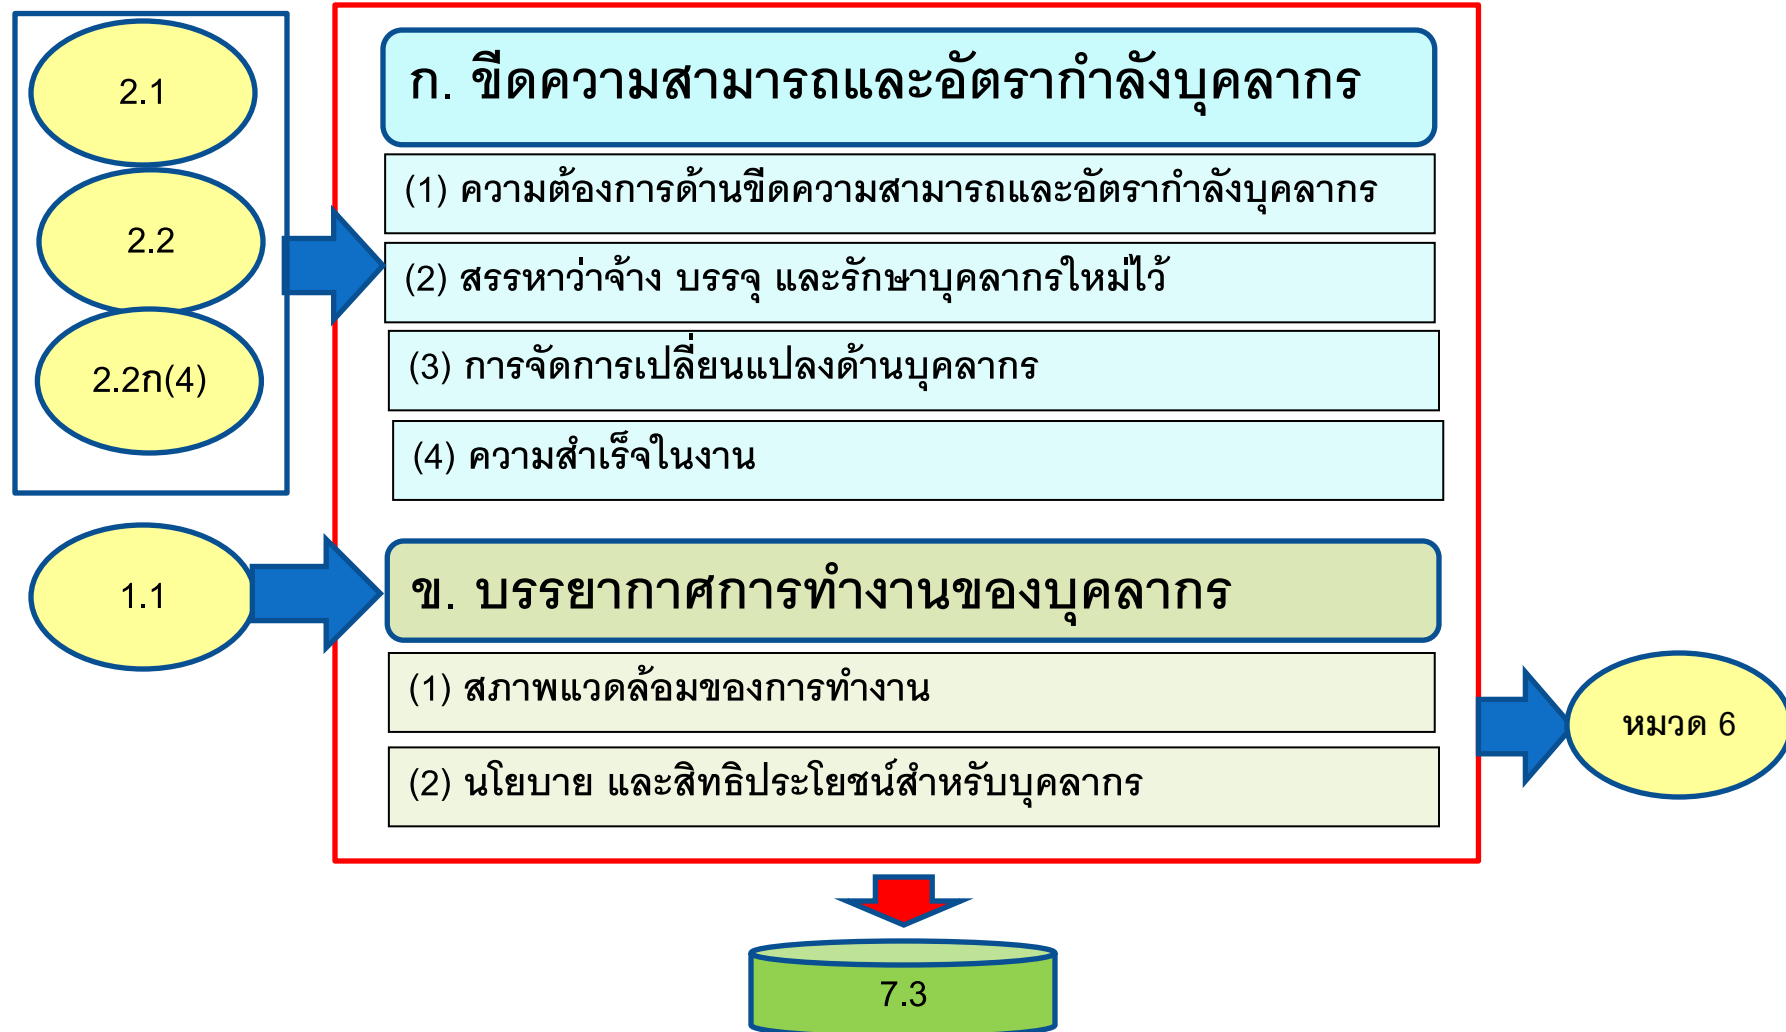 2.1
2.2
2.2ก(4)
1.1
ก. ขีดความสามารถและอัตรากำลังบุคลากร
(1) ความต้องการด้านขีดความสามารถและอัตรากำลังบุคลากร
(2) สรรหาว่าจ้าง บรรจุ และรักษาบุคลากรใหม่ไว้
(3) การจัดการเปลี่ยนแปลงด้านบุคลากร
(4) ความสำเร็จในงาน
ข. บรรยากาศการทำงานของบุคลากร
(1) สภาพแวดล้อมของการทำงาน
(2) นโยบาย และสิทธิประโยชน์สำหรับบุคลากร
หมวด 6
7.3